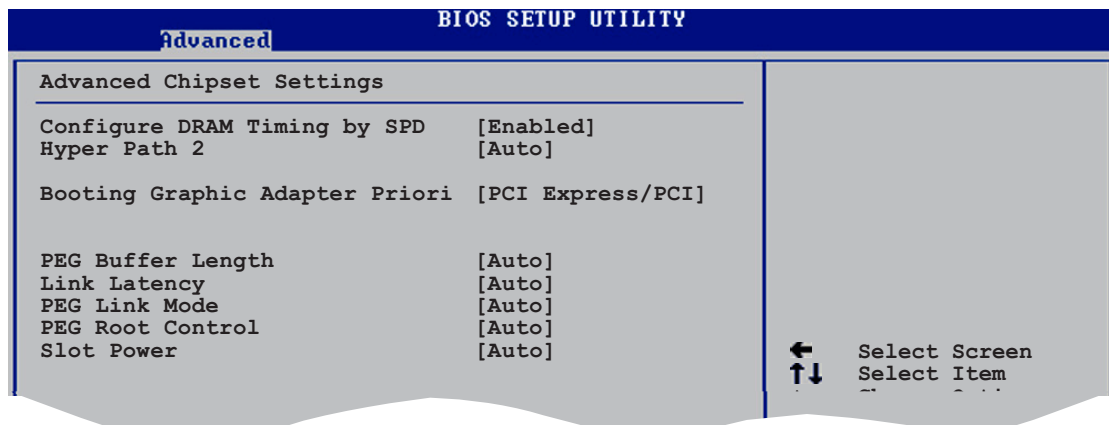 BIOS SETUP UTILITY
Advanced
Advanced Chipset Settings
Configure DRAM Timing by SPD [Enabled]
Hyper Path 2 [Auto]
Booting Graphic Adapter Priori [PCI Express/PCI]
PEG Buffer Length [Auto]
Link Latency [Auto]
PEG Link Mode [Auto]
PEG Root Control [Auto]
Slot Power [Auto]
← Select Screen
↑↓ Select Item